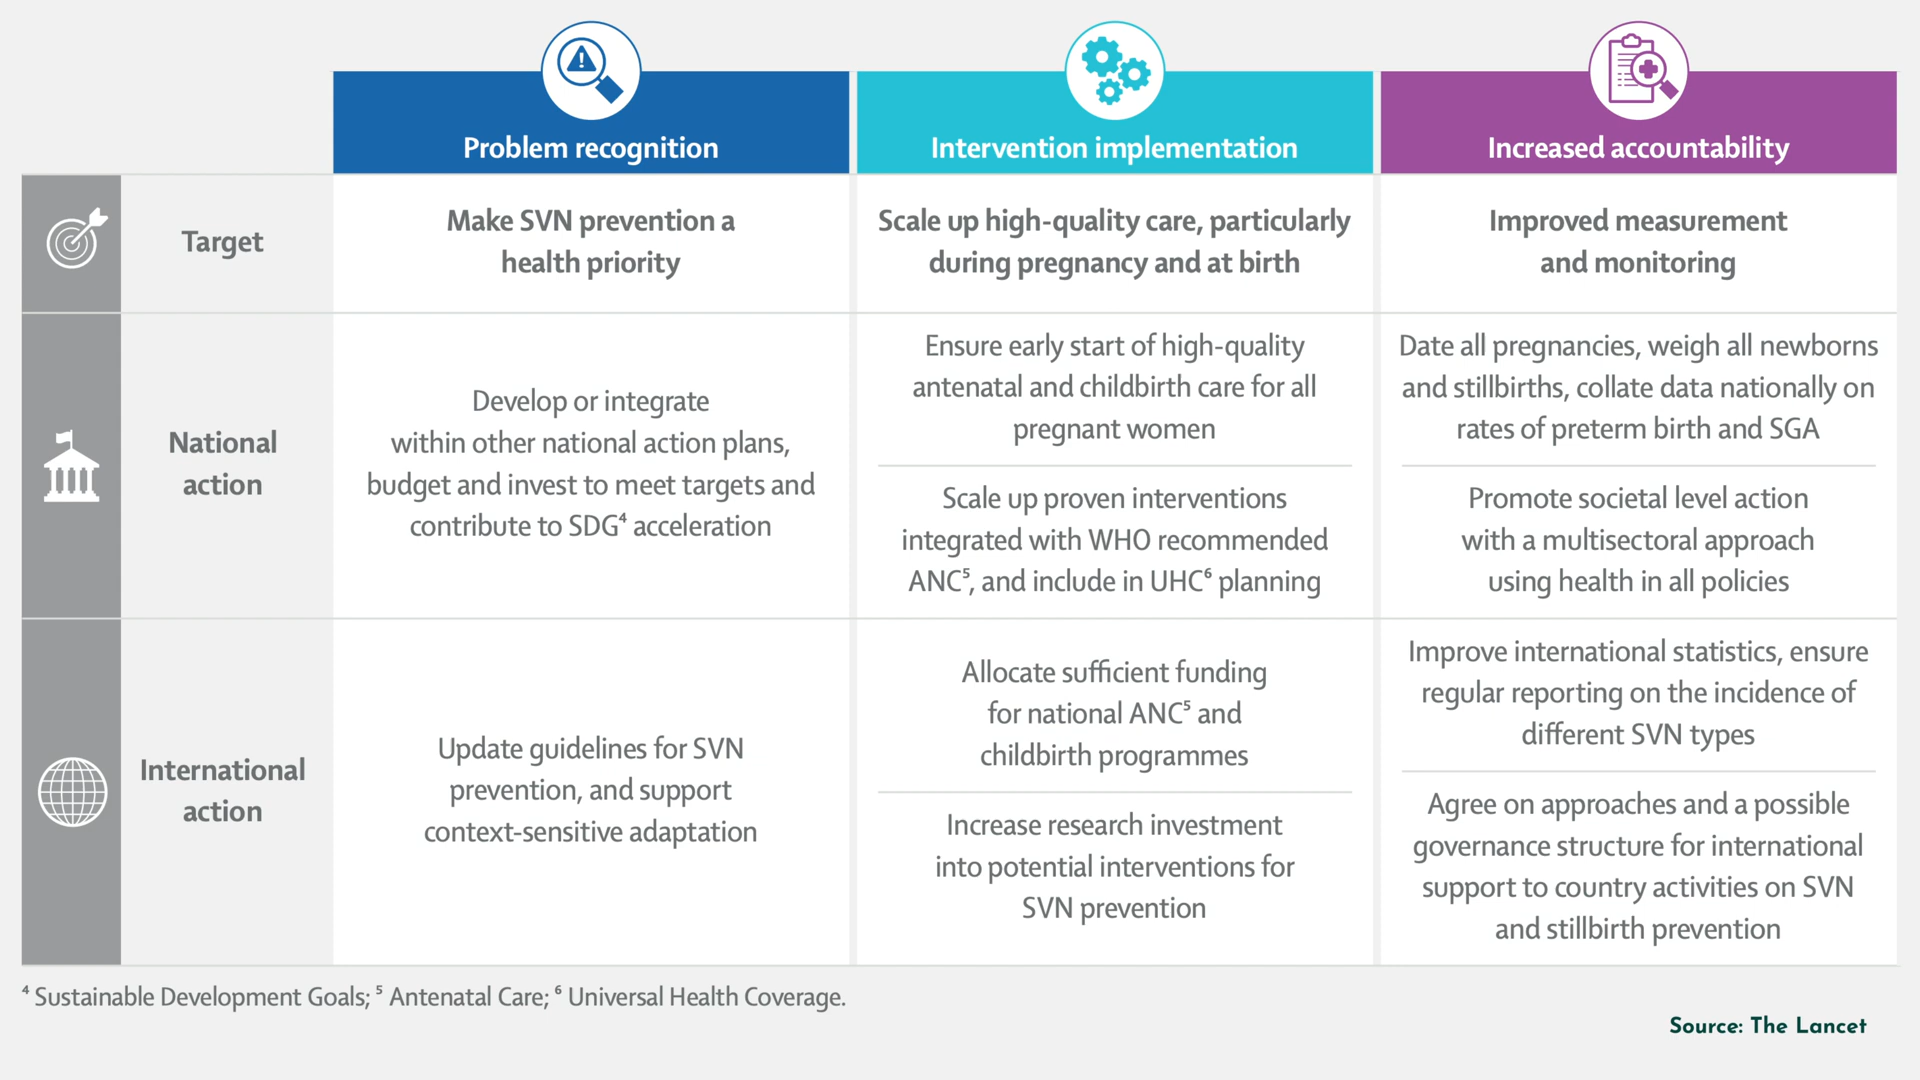 Problem recognition
Intervention implementation
Increased accountability
Target
Make SVN prevention a
health priority
Scale up high-quality care, particularly
during pregnancy and at birth
Improved measurement
and monitoring
National
action
Develop or integrate
within other national action plans,
budget and invest to meet targets and
contribute to SDG⁴ acceleration
Ensure early start of high-quality
antenatal and childbirth care for all
pregnant women
Scale up proven interventions
integrated with WHO recommended
ANC⁵, and include in UHC⁶ planning
Date all pregnancies, weigh all newborns
and stillbirths, collate data nationally on
rates of preterm birth and SGA
Promote societal level action
with a multisectoral approach
using health in all policies
International
action
Update guidelines for SVN
prevention, and support
context-sensitive adaptation
Allocate sufficient funding
for national ANC⁵ and
childbirth programmes
Increase research investment
into potential interventions for
SVN prevention
Improve international statistics, ensure
regular reporting on the incidence of
different SVN types
Agree on approaches and a possible
governance structure for international
support to country activities on SVN
and stillbirth prevention
⁴ Sustainable Development Goals; ⁵ Antenatal Care; ⁶ Universal Health Coverage.
Source: The Lancet